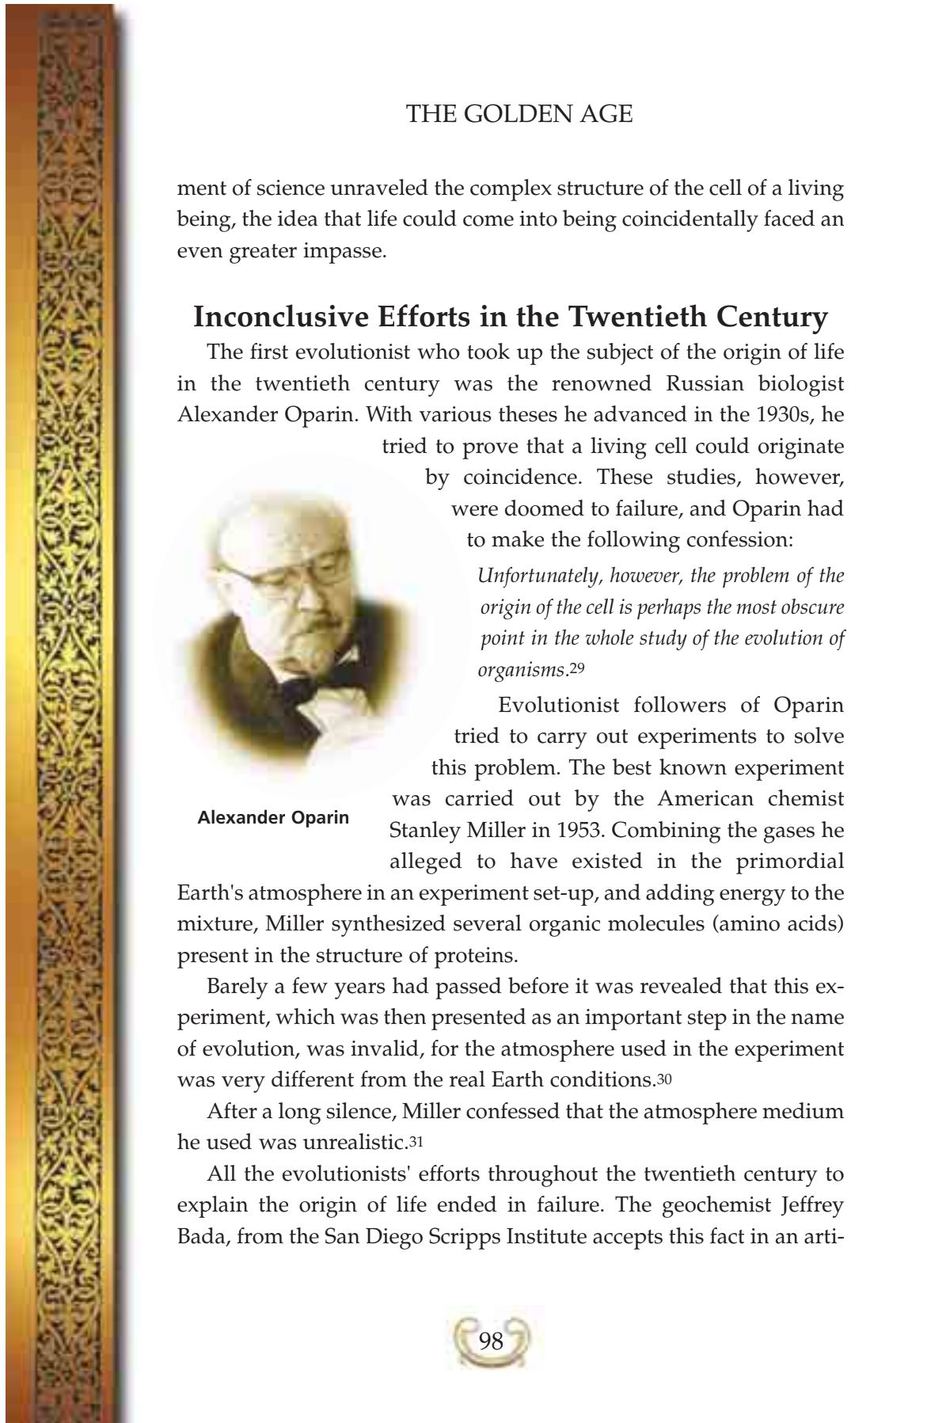 THE GOLDEN AGE
ment of science unraveled the complex structure of the cell of a living
being, the idea that life could come into being coincidentally faced an
even greater impasse.
Inconclusive Efforts in the Twentieth Century
The first evolutionist who took up the subject of the origin of life
in the twentieth century was the renowned Russian biologist
Alexander Oparin. With various theses he advanced in the 1930s, he
tried to prove that a living cell could originate
by coincidence. These studies, however,
were doomed to failure, and Oparin had
to make the following confession:
Unfortunately, however, the problem of the
origin of the cell is perhaps the most obscure
point in the whole study of the evolution of
organisms.29
Evolutionist followers of Oparin
tried to carry out experiments to solve
this problem. The best known experiment
was carried out by the American chemist
Stanley Miller in 1953. Combining the gases he
alleged to have existed in the primordial
Earth's atmosphere in an experiment set-up, and adding energy to the
mixture, Miller synthesized several organic molecules (amino acids)
present in the structure of proteins.
Alexander Oparin
Barely a few years had passed before it was revealed that this ex-
periment, which was then presented as an important step in the name
of evolution, was invalid, for the atmosphere used in the experiment
was very different from the real Earth conditions.30
After a long silence, Miller confessed that the atmosphere medium
he used was unrealistic.31
All the evolutionists' efforts throughout the twentieth century to
explain the origin of life ended in failure. The geochemist Jeffrey
Bada, from the San Diego Scripps Institute accepts this fact in an arti-
98